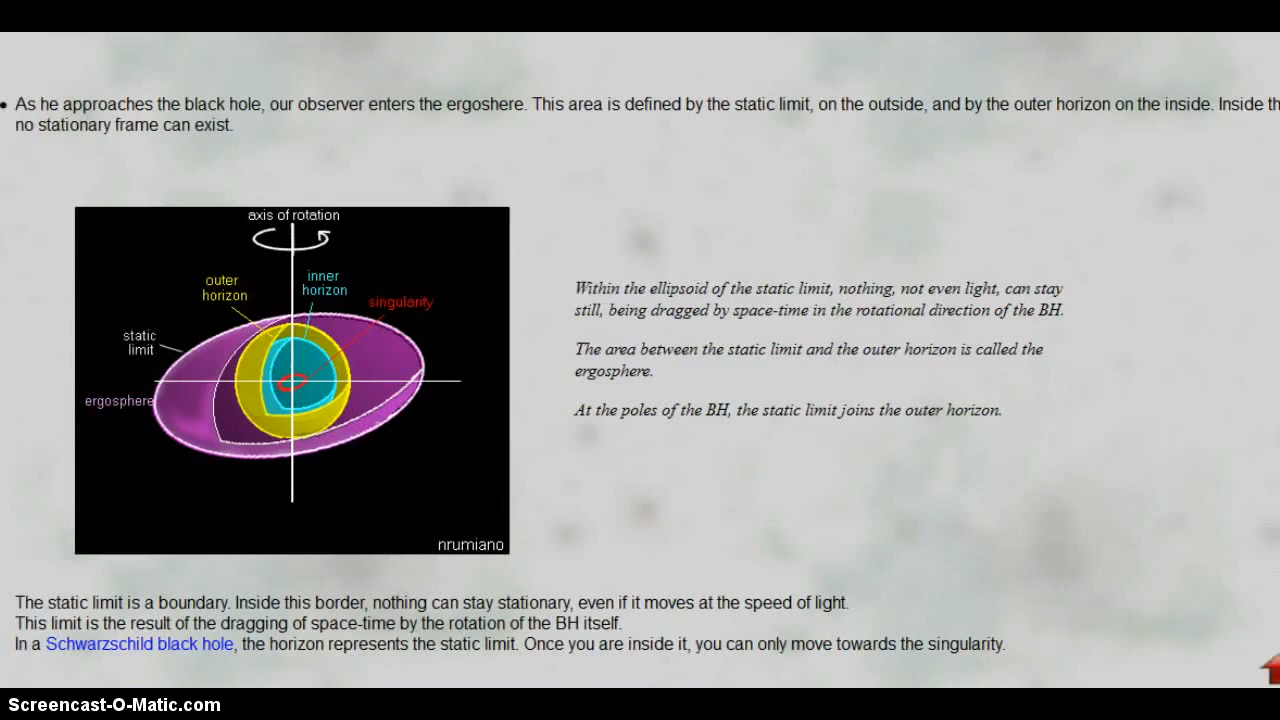 • As he approaches the black hole, our observer enters the ergoshere. This area is defined by the static limit, on the outside, and by the outer horizon on the inside. Inside
no stationary frame can exist.
axis of rotation
outer
horizon
inner
horizon
singularity
static
limit
ergosphere
nrumiano
Within the ellipsoid of the static limit, nothing, not even light, can stay
still, being dragged by space-time in the rotational direction of the BH.
The area between the static limit and the outer horizon is called the
ergosphere.
At the poles of the BH, the static limit joins the outer horizon.
The static limit is a boundary. Inside this border, nothing can stay stationary, even if it moves at the speed of light.
This limit is the result of the dragging of space-time by the rotation of the BH itself.
In a Schwarzschild black hole, the horizon represents the static limit. Once you are inside it, you can only move towards the singularity.
Screencast-O-Matic.com